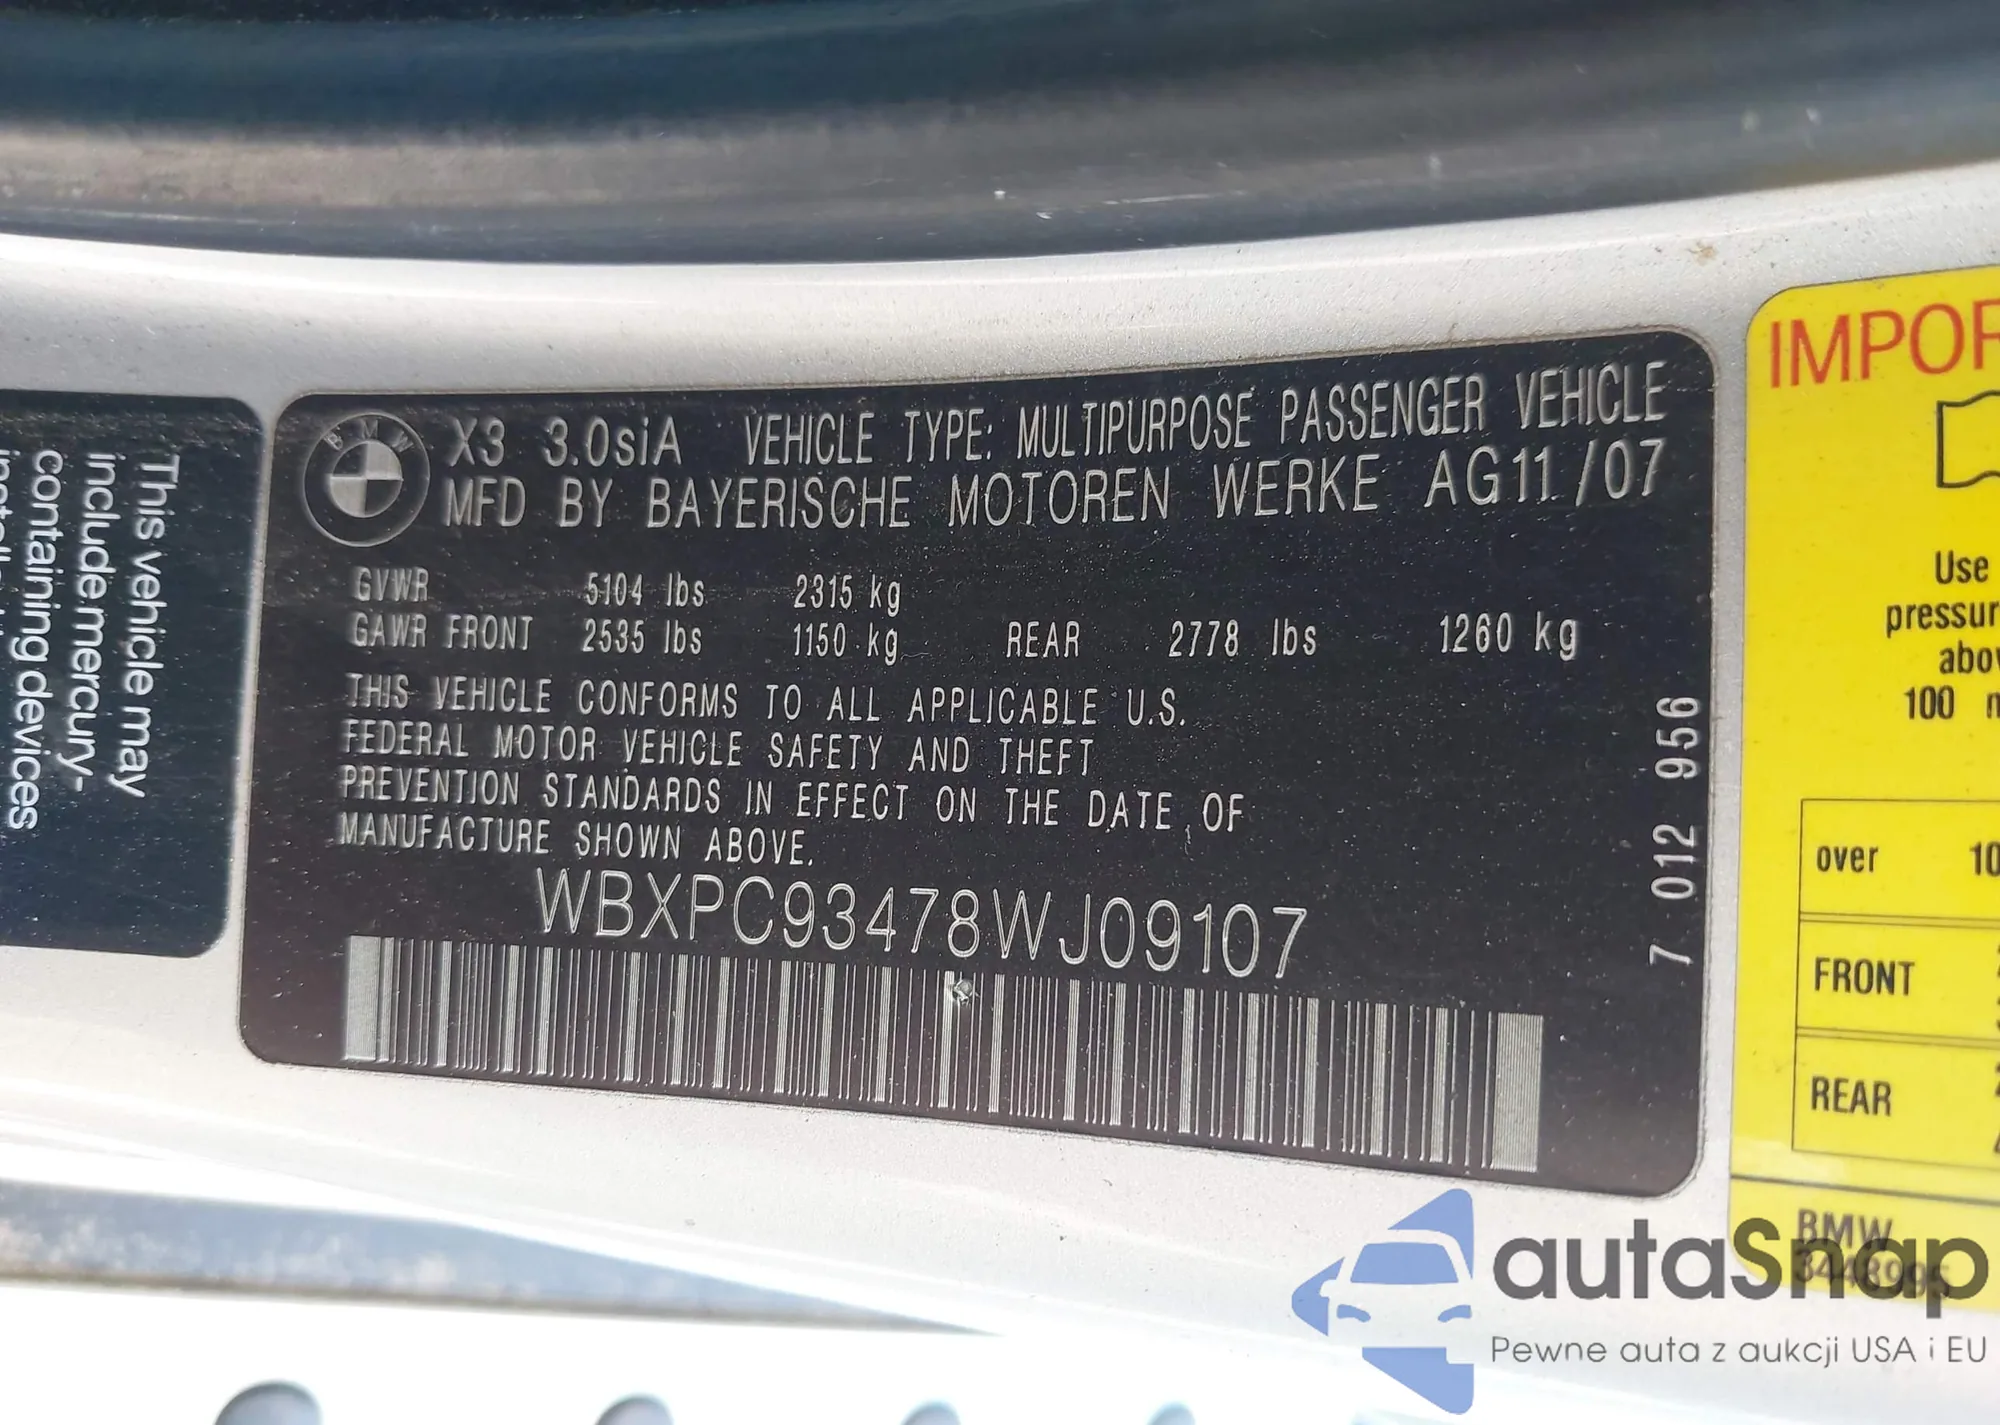 BMW
X3 3.0siA VEHICLE TYPE: MULTIPURPOSE PASSENGER VEHICLE
MFD BY BAYERISCHE MOTOREN WERKE AG11/07
GVWR 5104 lbs 2315 kg
GAWR FRONT 2535 lbs 1150 kg REAR 2778 lbs 1260 kg
THIS VEHICLE CONFORMS TO ALL APPLICABLE U.S.
FEDERAL MOTOR VEHICLE SAFETY AND THEFT
PREVENTION STANDARDS IN EFFECT ON THE DATE OF
MANUFACTURE SHOWN ABOVE.
WBXPC93478WJ09107
7 012 956
This vehicle may
include mercury-
containing devices
IMPOR
Use
pressur
abov
100
over 10
FRONT
REAR
BMW
autaSnap
Pewne auta z aukcji USA i EU